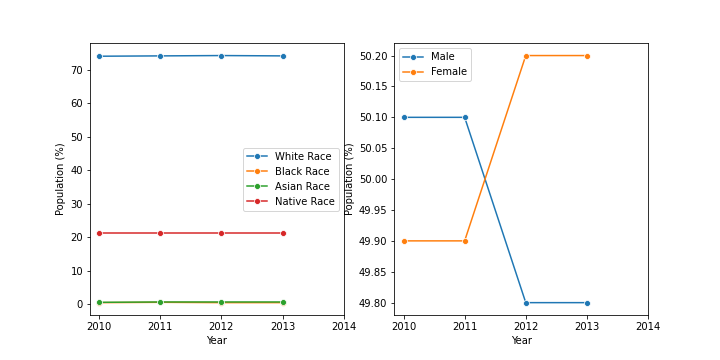 70
60
50
40
30
20
10
0
Population (%)
White Race
Black Race
Asian Race
Native Race
2010 2011 2012 2013 2014
Year
50.20
50.15
50.10
50.05
50.00
49.95
49.90
49.85
49.80
Population (%)
Male
Female
2010 2011 2012 2013 2014
Year